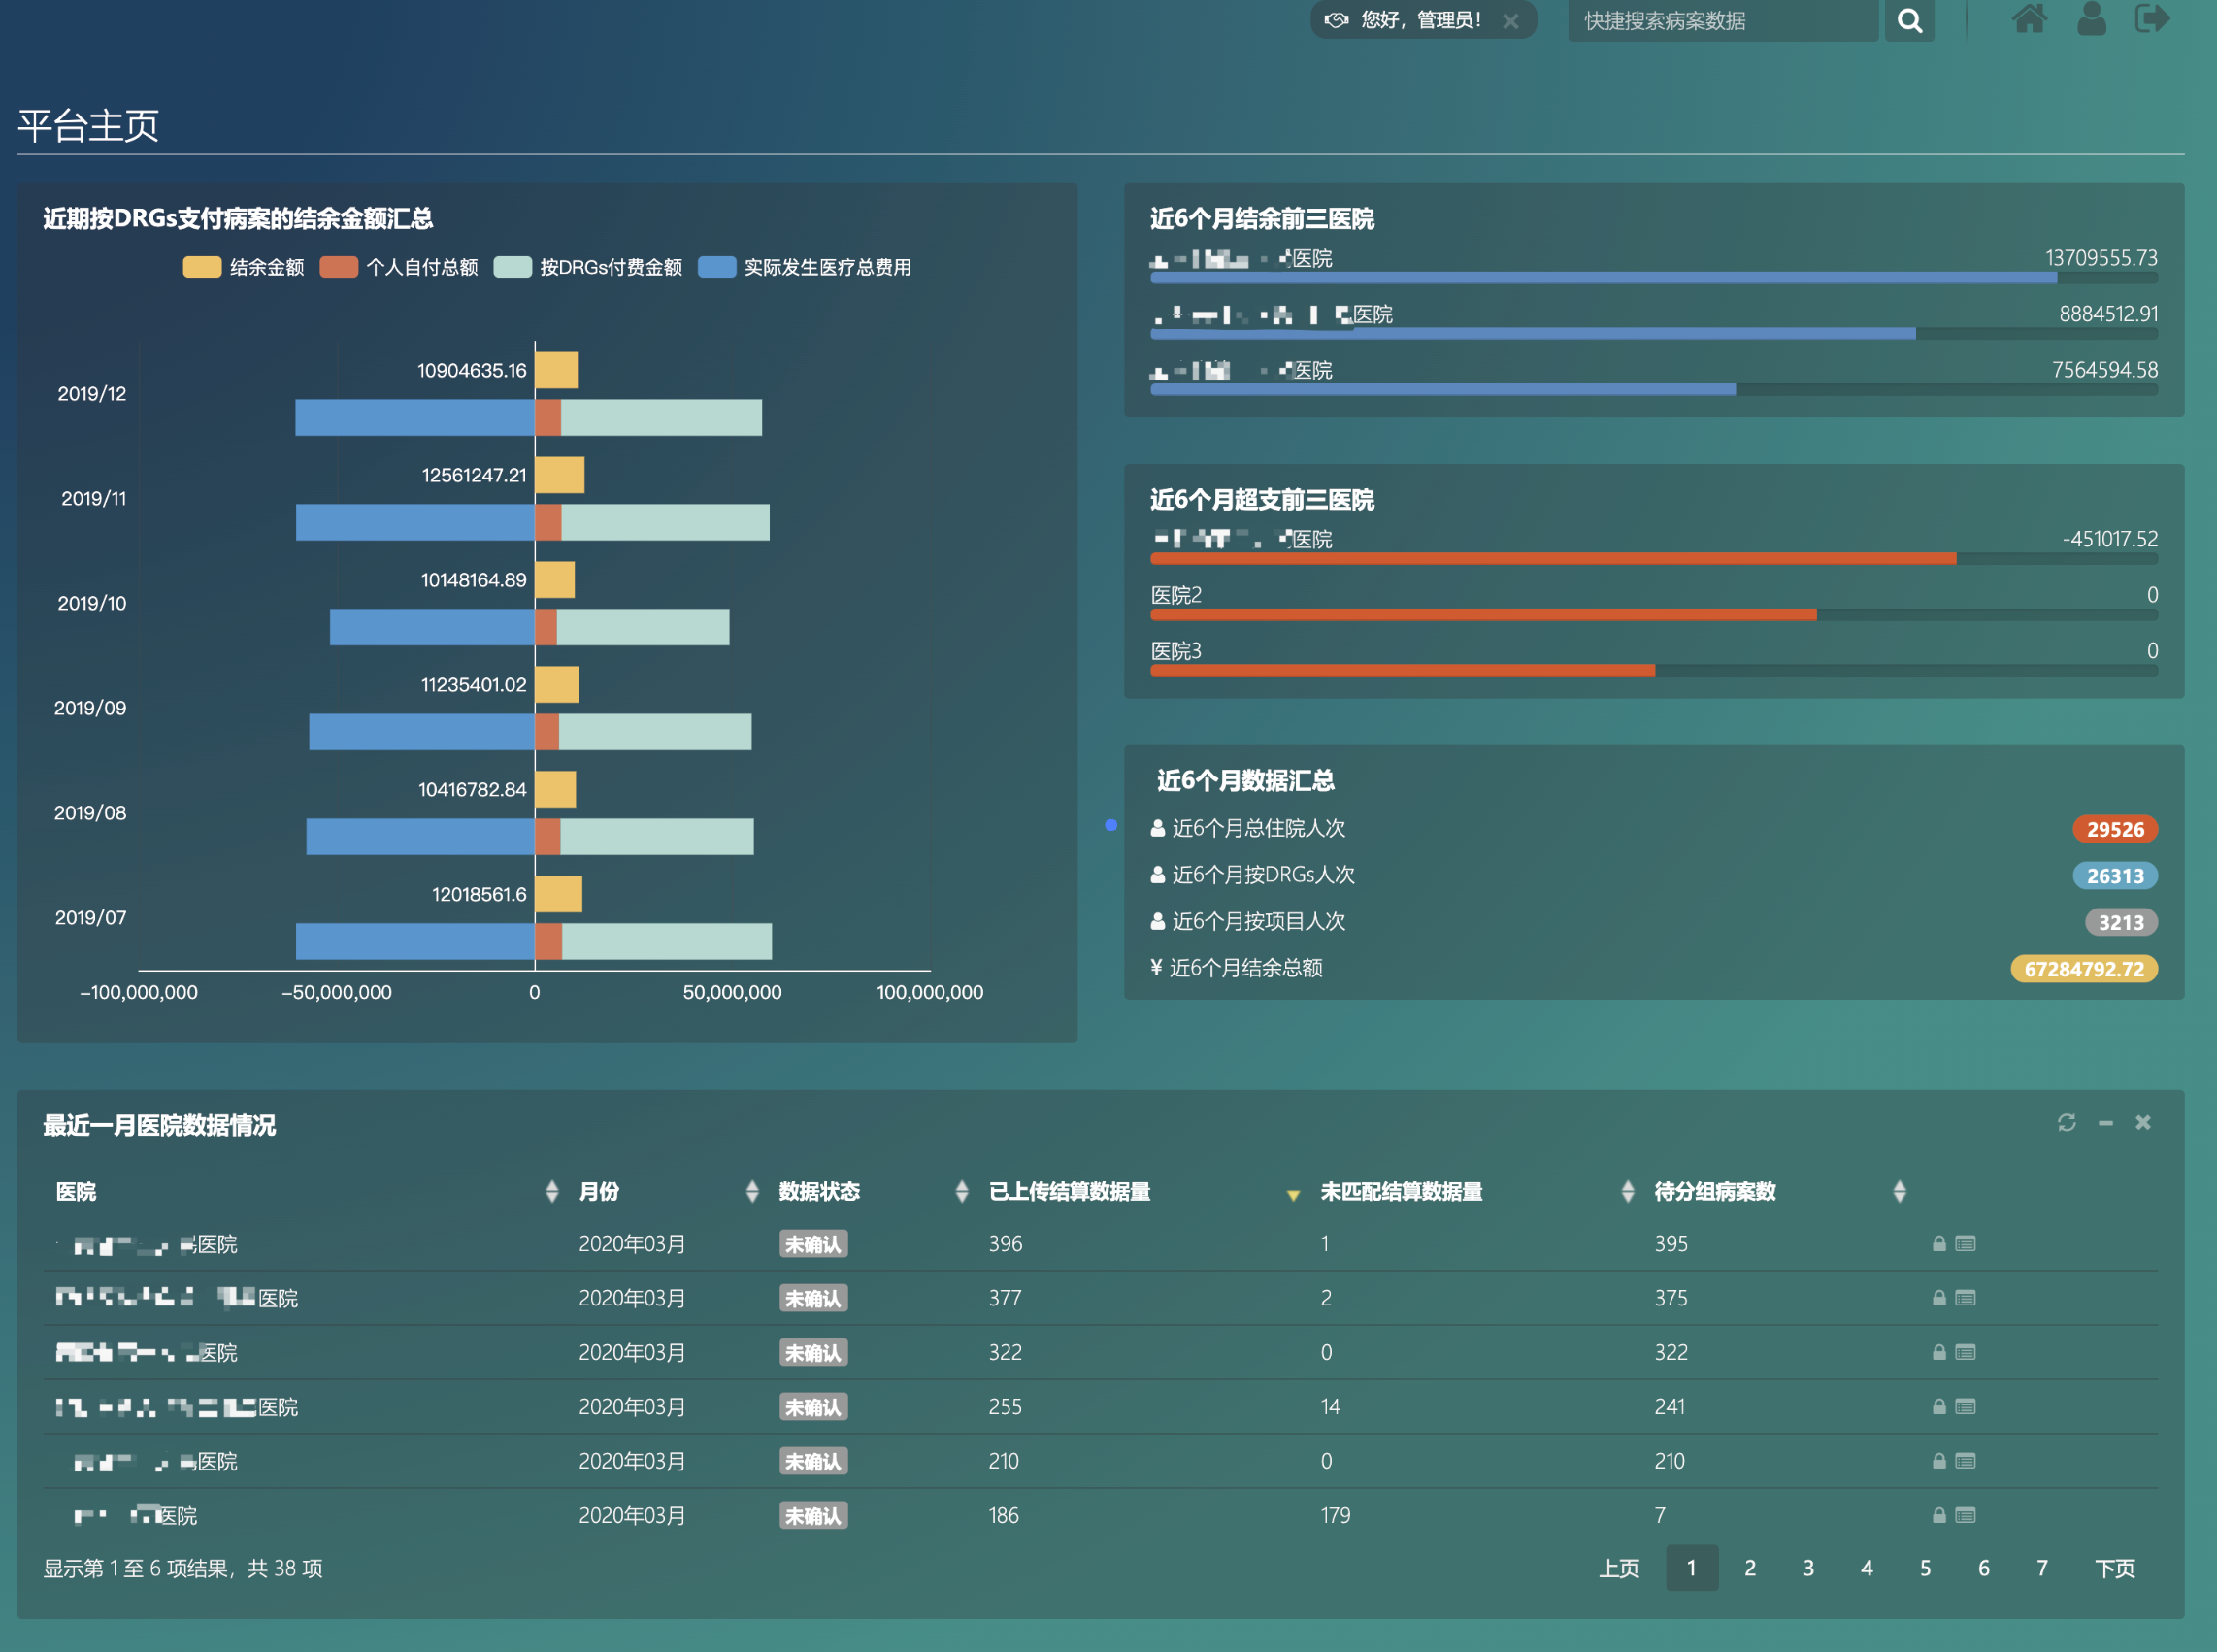 您好，管理员！
快捷搜索病案数据
平台主页
近期按DRGs支付病案的结余金额汇总
结余金额 个人自付总额 按DRGs付费金额 实际发生医疗总费用
10904635.16
2019/12
12561247.21
2019/11
10148164.89
2019/10
11235401.02
2019/09
10416782.84
2019/08
12018561.6
2019/07
−100,000,000 −50,000,000 0 50,000,000 100,000,000
近6个月结余前三医院
医院 13709555.73
医院 8884512.91
医院 7564594.58
近6个月超支前三医院
医院 -451017.52
医院2 0
医院3 0
近6个月数据汇总
近6个月总住院人次 29526
近6个月按DRGs人次 26313
近6个月按项目人次 3213
¥ 近6个月结余总额 67284792.72
最近一月医院数据情况
医院 月份 数据状态 已上传结算数据量 未匹配结算数据量 待分组病案数
医院 2020年03月 未确认 396 1 395
医院 2020年03月 未确认 377 2 375
医院 2020年03月 未确认 322 0 322
医院 2020年03月 未确认 255 14 241
医院 2020年03月 未确认 210 0 210
医院 2020年03月 未确认 186 179 7
显示第 1 至 6 项结果，共 38 项
上页 1 2 3 4 5 6 7 下页